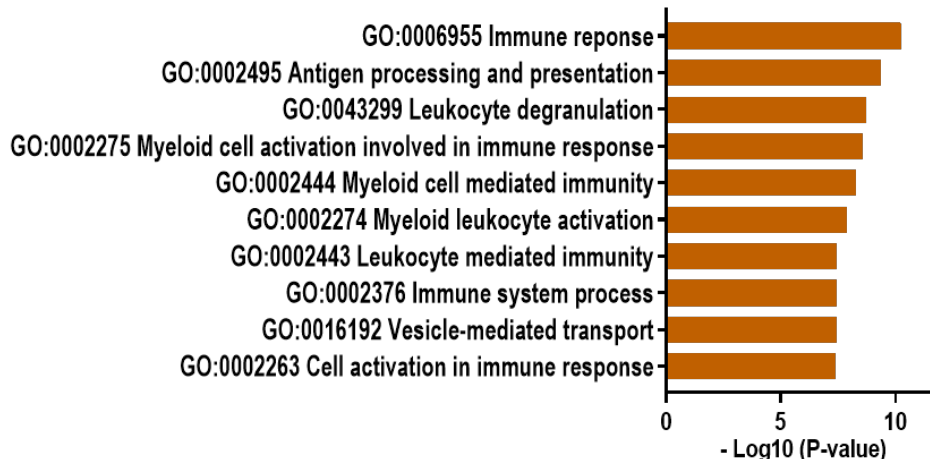 GO:0006955 Immune reponse
GO:0002495 Antigen processing and presentation
GO:0043299 Leukocyte degranulation
GO:0002275 Myeloid cell activation involved in immune response
GO:0002444 Myeloid cell mediated immunity
GO:0002274 Myeloid leukocyte activation
GO:0002443 Leukocyte mediated immunity
GO:0002376 Immune system process
GO:0016192 Vesicle-mediated transport
GO:0002263 Cell activation in immune response
0 5 10
- Log10 (P-value)